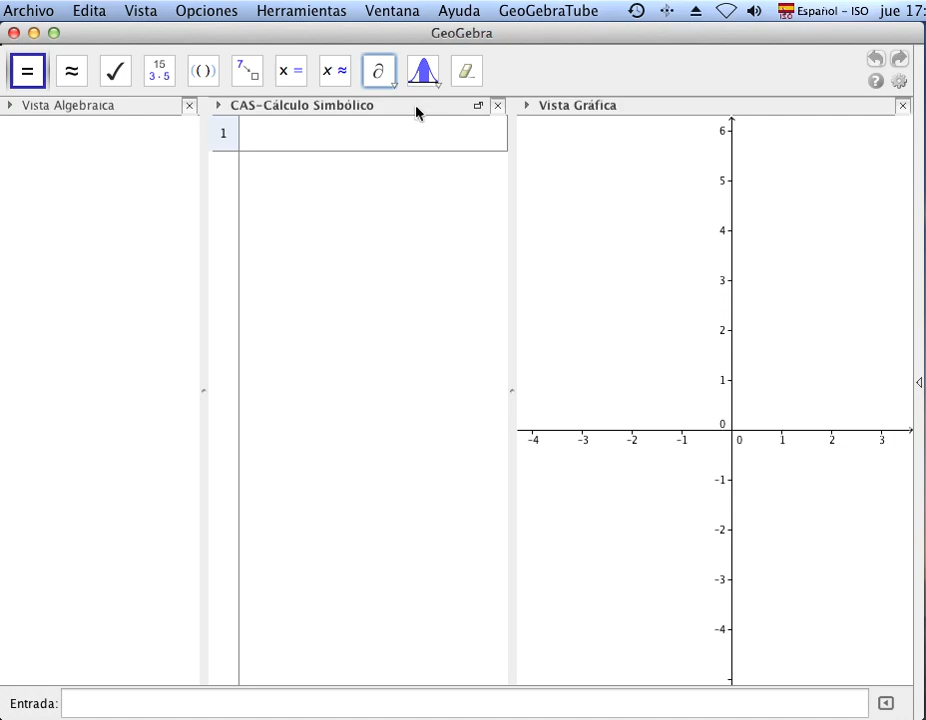 Archivo Edita Vista Opciones Herramientas Ventana Ayuda GeoGebraTube Español - ISO jue 17:
GeoGebra
= ≈ ✓ 15 3·5 (()) 7 x = x ≈ ∂
Vista Algebraica CAS-Cálculo Simbólico Vista Gráfica
1
6
5
4
3
2
1
0
-4 -3 -2 -1 0 1 2 3
-1
-2
-3
-4
Entrada: